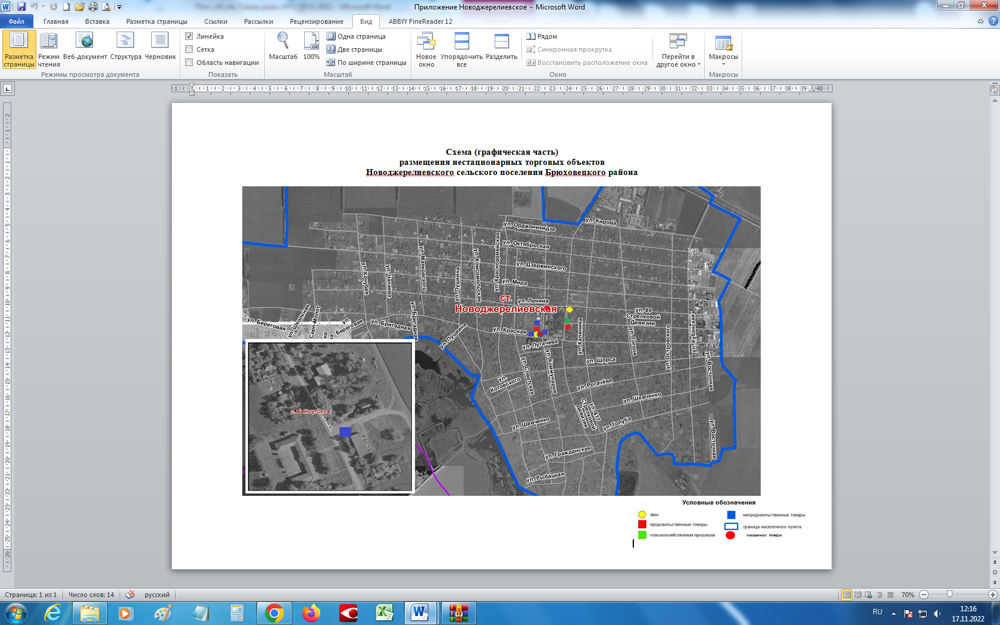 Приложение Новоджерелиевское - Microsoft Word
Файл Главная Вставка Разметка страницы Ссылки Рассылки Рецензирование Вид ABBYY FineReader 12
Разметка страницы
Режим чтения
Веб-документ
Структура
Черновик
Режимы просмотра документа
Линейка
Сетка
Область навигации
Показать
Масштаб
100%
Одна страница
Две страницы
По ширине страницы
Масштаб
Новое окно
Упорядочить все
Разделить
Рядом
Синхронная прокрутка
Восстановить расположение окна
Окно
Перейти в другое окно
Макросы
Макросы
Схема (графическая часть)
размещения нестационарных торговых объектов
Новоджерелиевского сельского поселения Брюховецкого района
ул. Орджоникидзе
ул. Кирова
ул. Октябрьская
ул. Дзержинского
ул. Мира
ул. Ленина
ул. Кочубея
ул. Чапаева
ул. Маяковского
ул. Пушкина
ул. Комсомольская
ул. Красноармейская
ст.
Новоджерелиевская
ул. 89
Стрелковой
Дивизии
ул. Береговая
ул. Школьная
Серп-Молот
ул.
Береговая
ул. Бригадная
ул. Бригадная
ул. Пушкина
ул. Красная
ул. Пугачёва
ул. Калинина
ул. Гоголя
ул. Островского
ул. Кубанская
ул. Восточная
ул. Щорса
ул. Коммунаров
ул. Советская
ул.
Котовского
ул. Рогачёва
ул. Шевченко
ул. 417
Стрелковой
Дивизии
ул. Голуба
ул. Шевченко
ул. Восточная
ул. Гражданская
ул. Рыбацкая
с. Бейсугское
Условные обозначения
квас
непродовольственные товары
продовольственные товары
граница населённого пункта
сельскохозяйственная продукция
смешанные товары
Страница: 1 из 1 Число слов: 14 русский
70%
RU
12:16
17.11.2022